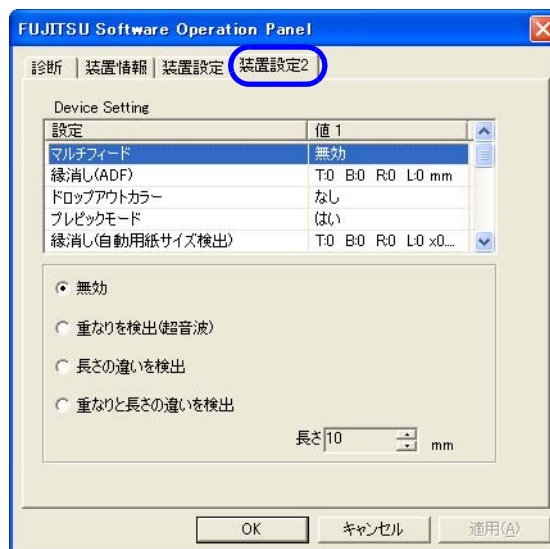 FUJITSU Software Operation Panel
診断 装置情報 装置設定 装置設定2
Device Setting
設定 値 1
マルチフィード 無効
縁消し(ADF) T:0 B:0 R:0 L:0 mm
ドロップアウトカラー なし
プレピックモード はい
縁消し(自動用紙サイズ検出) T:0 B:0 R:0 L:0 x0...
無効
重なりを検出(超音波)
長さの違いを検出
重なりと長さの違いを検出
長さ 10 mm
OK キャンセル 適用(A)